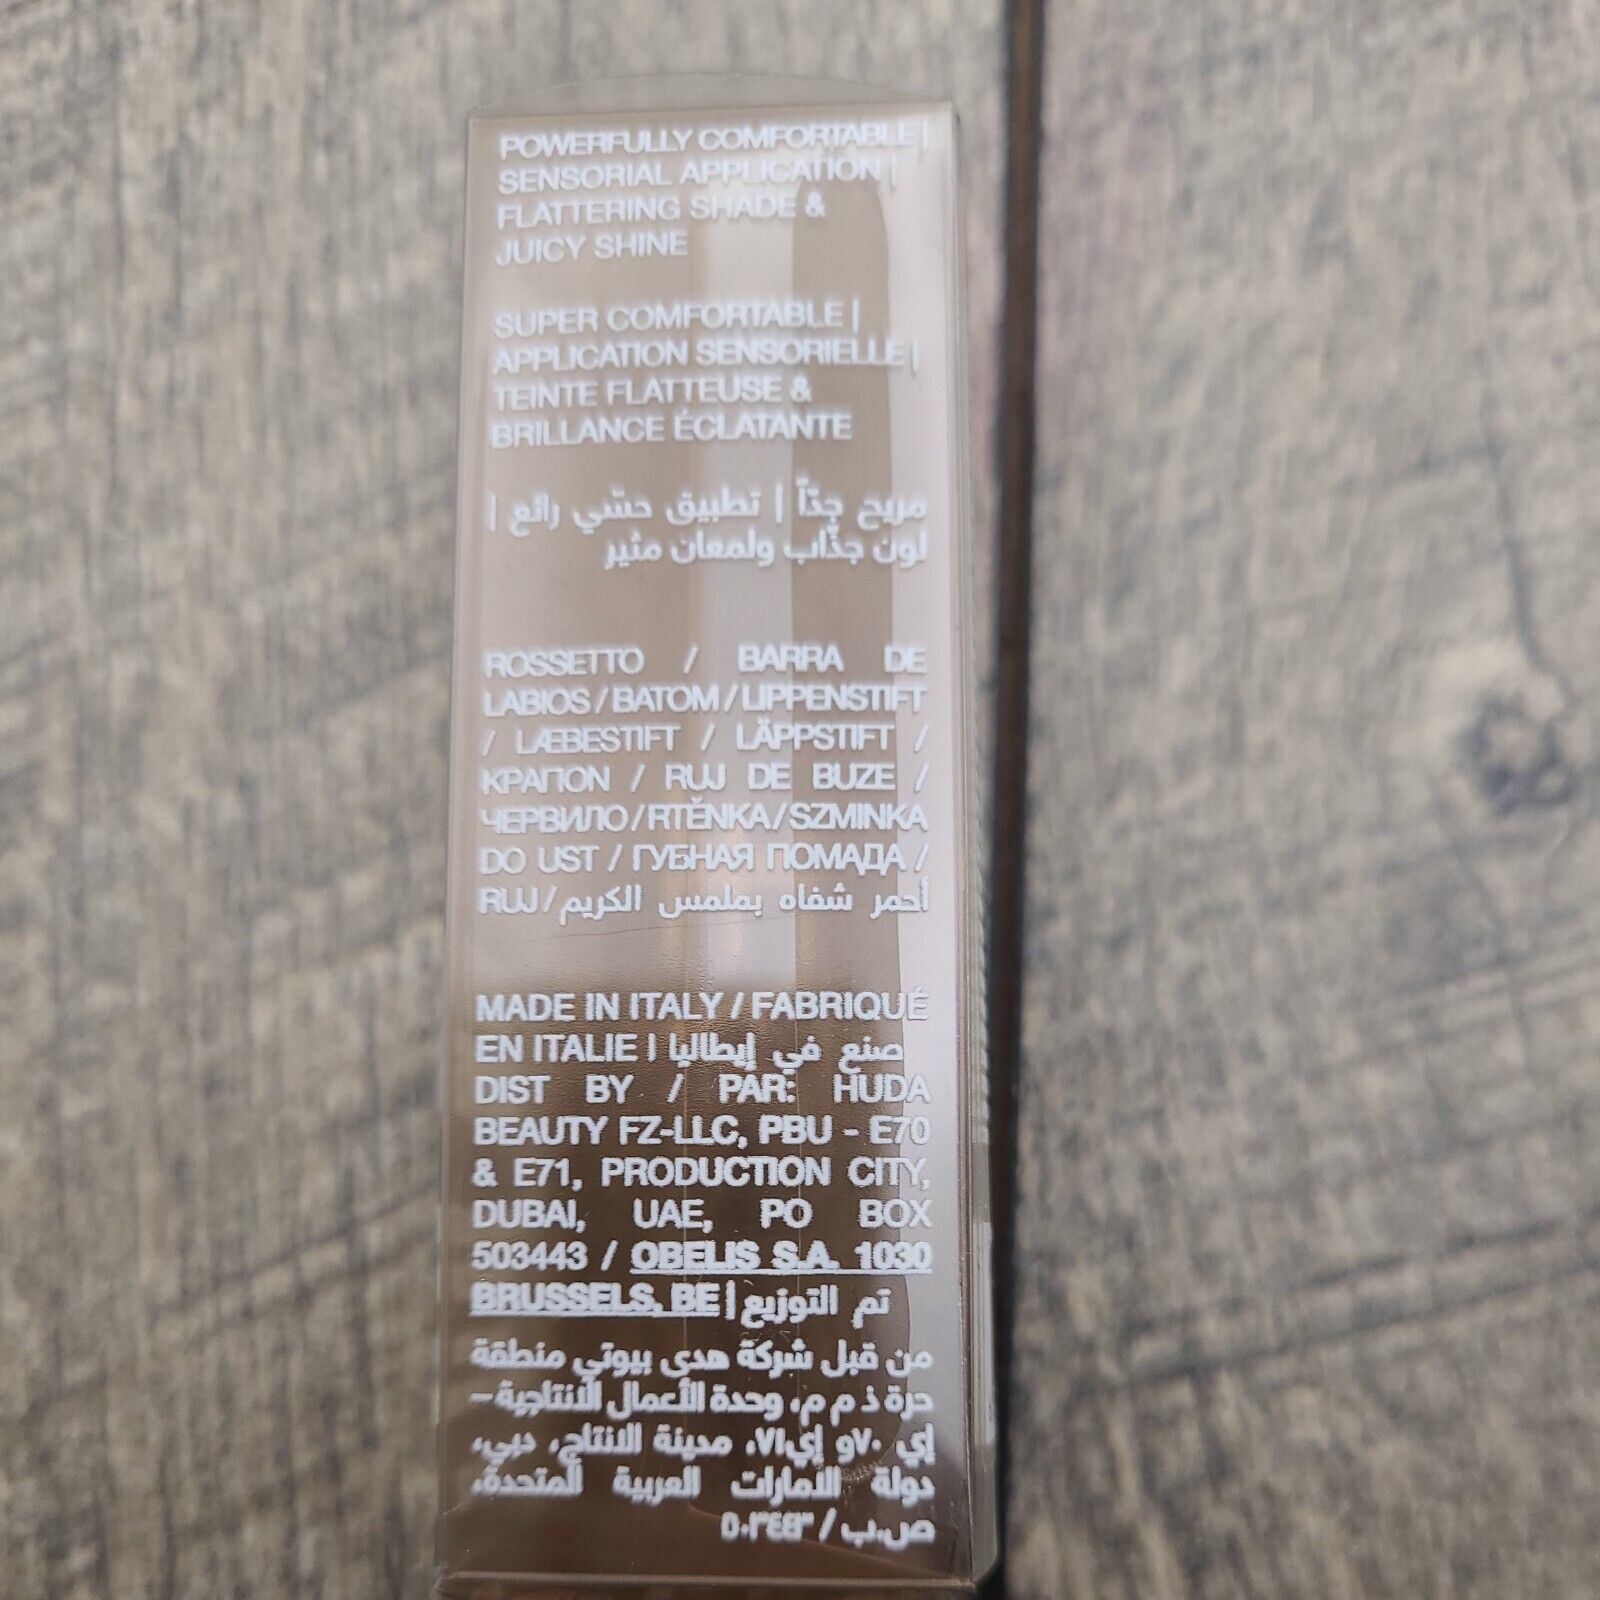 POWERFULLY COMFORTABLE |
SENSORIAL APPLICATION |
FLATTERING SHADE &
JUICY SHINE
SUPER COMFORTABLE |
APPLICATION SENSORIELLE |
TEINTE FLATTEUSE &
BRILLANCE ÉCLATANTE
مريح جدّاً | تطبيق حسّي رائع |
لون جذّاب ولمعان مثير
ROSSETTO / BARRA DE
LABIOS / BATOM / LIPPENSTIFT
/ LÆBESTIFT / LÄPPSTIFT /
ΚΡΑΓΙΟΝ / RUJ DE BUZE /
ЧЕРВИЛО / RTĚNKA / SZMINKA
DO UST / ГУБНАЯ ПОМАДА /
RUJ / أحمر شفاه بملمس الكريم
MADE IN ITALY / FABRIQUÉ
EN ITALIE | صنع في إيطاليا
DIST BY / PAR: HUDA
BEAUTY FZ-LLC, PBU - E70
& E71, PRODUCTION CITY,
DUBAI, UAE, PO BOX
503443 / OBELIS S.A. 1030
BRUSSELS, BE | تم التوزيع
من قبل شركة هدى بيوتي منطقة
حرة ذ م م، وحدة الأعمال الانتاجية –
إي ٧٠ و إي٧١، مدينة الانتاج، دبي،
دولة الامارات العربية المتحدة،
ص.ب / ٥٠٣٤٤٣